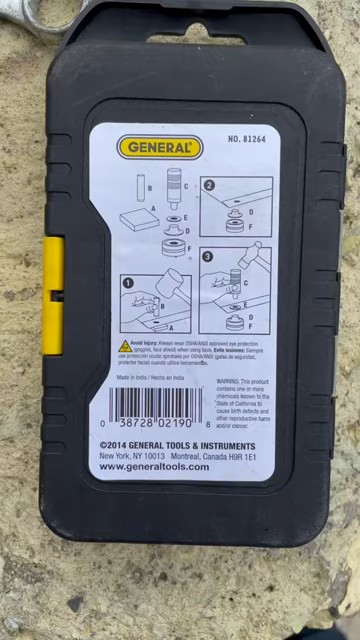 GENERAL®
NO. 81264
B
C
A
E
D
F
2
D
F
1
B
A
3
C
E
D
F
Avoid injury: Always wear OSHA/ANSI approved eye protection
(goggles, face shield) when using tools. Evite lesiones: Siempre
use protección ocular aprobada por OSHA/ANSI (gafas de seguridad,
protector facial) cuando utilice herramientas.
Made in India / Hecho en India
WARNING: This product
contains one or more
chemicals known to the
State of California to
cause birth defects and
other reproductive harm
and/or cancer.
0 38728 02190 8
©2014 GENERAL TOOLS & INSTRUMENTS
New York, NY 10013 Montreal, Canada H9R 1E1
www.generaltools.com